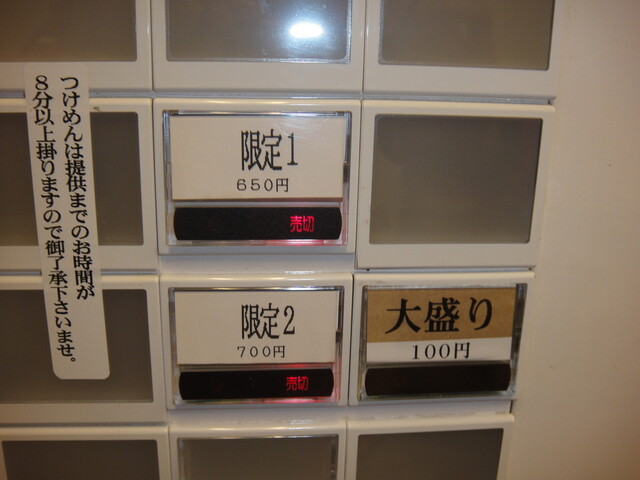 つけめんは提供までのお時間が
8分以上掛りますので御了承下さいませ。
限定1
650円
売切
限定2
700円
売切
大盛り
100円